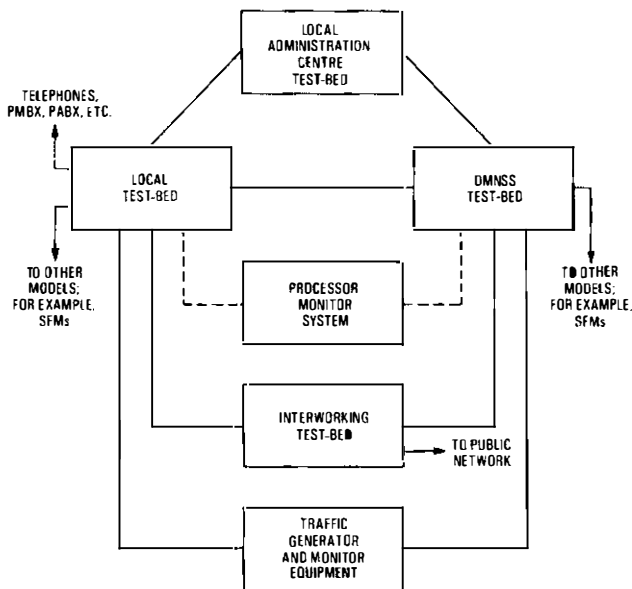 LOCAL
ADMINISTRATION
CENTRE
TEST-BED
TELEPHONES,
PMBX, PABX, ETC.
LOCAL
TEST-BED
DMNSS
TEST-BED
TO OTHER
MODELS;
FOR EXAMPLE,
SFMs
PROCESSOR
MONITOR
SYSTEM
TO OTHER
MODELS;
FOR EXAMPLE,
SFMs
INTERWORKING
TEST-BED
TO PUBLIC
NETWORK
TRAFFIC
GENERATOR
AND MONITOR
EQUIPMENT